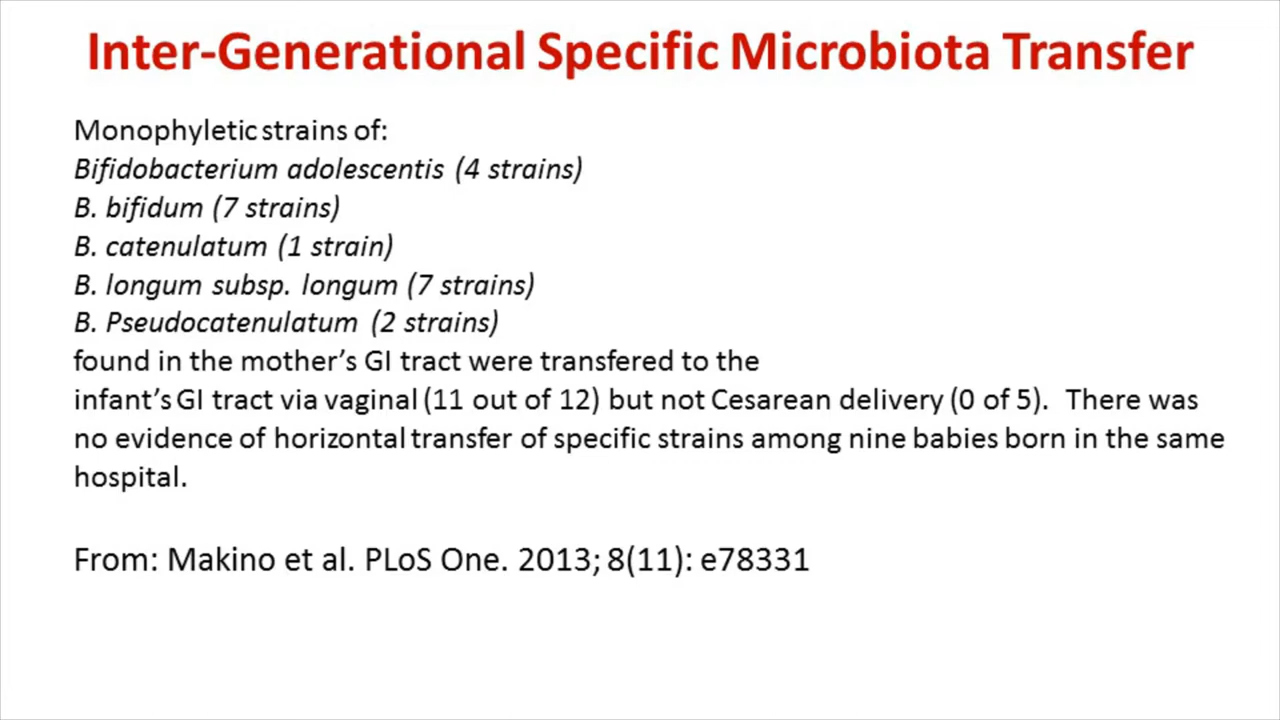 Inter-Generational Specific Microbiota Transfer
Monophyletic strains of:
Bifidobacterium adolescentis (4 strains)
B. bifidum (7 strains)
B. catenulatum (1 strain)
B. longum subsp. longum (7 strains)
B. Pseudocatenulatum (2 strains)
found in the mother’s GI tract were transfered to the
infant’s GI tract via vaginal (11 out of 12) but not Cesarean delivery (0 of 5).  There was
no evidence of horizontal transfer of specific strains among nine babies born in the same
hospital.
From: Makino et al. PLoS One. 2013; 8(11): e78331